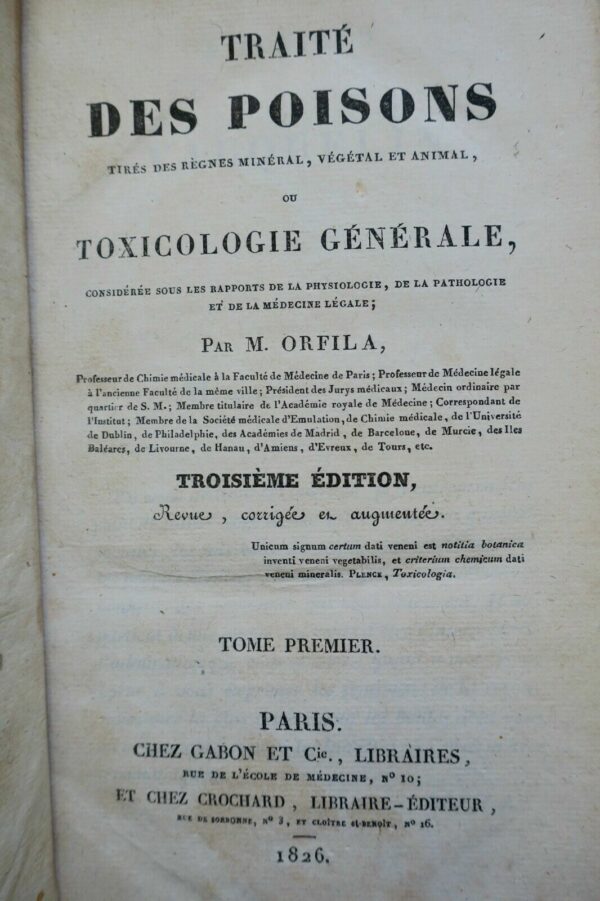 TRAITÉ
DES POISONS
TIRÉS DES RÈGNES MINÉRAL, VÉGÉTAL ET ANIMAL,
OU
TOXICOLOGIE GÉNÉRALE,
CONSIDÉRÉE SOUS LES RAPPORTS DE LA PHYSIOLOGIE, DE LA PATHOLOGIE
ET DE LA MÉDECINE LÉGALE;
PAR M. ORFILA,
Professeur de Chimie médicale à la Faculté de Médecine de Paris; Professeur de Médecine légale
à l'ancienne Faculté de la même ville; Président des Jurys médicaux; Médecin ordinaire par
quartier de S. M.; Membre titulaire de l'Académie royale de Médecine; Correspondant de
l'Institut; Membre de la Société médicale d'Emulation, de Chimie médicale, de l'Université
de Dublin, de Philadelphie, des Académies de Madrid, de Barcelone, de Murcie, des Iles
Baléares, de Livourne, de Hanau, d'Amiens, d'Evreux, de Tours, etc.
TROISIÈME ÉDITION,
Revue, corrigée et augmentée.
Unicum signum certum dati veneni est notitia botanica
inventi veneni vegetabilis, et criterium chemicum dati
veneni mineralis. PLENCK, Toxicologia.
TOME PREMIER.
PARIS.
CHEZ GABON ET Cie., LIBRAIRES,
RUE DE L'ÉCOLE DE MÉDECINE, Nº 10;
ET CHEZ CROCHARD, LIBRAIRE-ÉDITEUR,
RUE DE SORBONNE, Nº 3, ET CLOÎTRE St-BENOÎT, Nº 16.
1826.